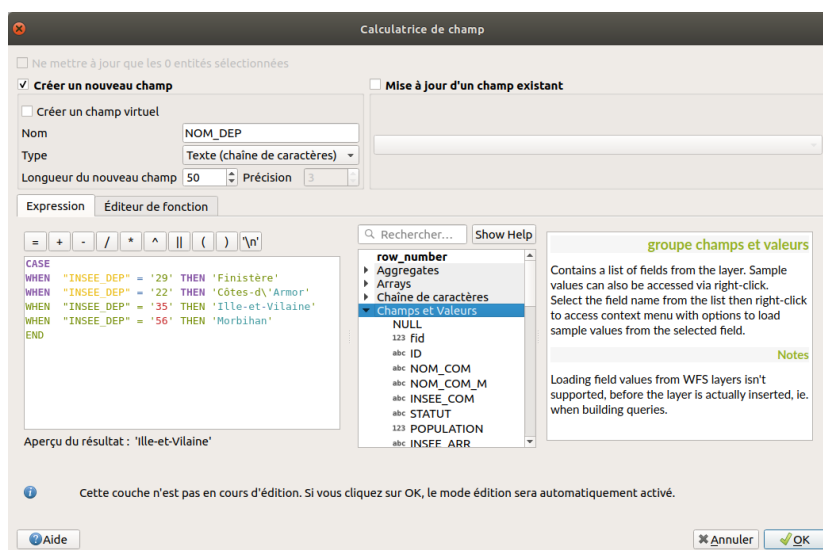 Calculatrice de champ
Ne mettre à jour que les 0 entités sélectionnées
Créer un nouveau champ
Mise à jour d'un champ existant
Créer un champ virtuel
Nom
NOM_DEP
Type
Texte (chaîne de caractères)
Longueur du nouveau champ 50 Précision 3
Expression Éditeur de fonction
= + - / * ^ || ( ) '\n'
Rechercher... Show Help
CASE
WHEN "INSEE_DEP" = '29' THEN 'Finistère'
WHEN "INSEE_DEP" = '22' THEN 'Côtes-d\'Armor'
WHEN "INSEE_DEP" = '35' THEN 'Ille-et-Vilaine'
WHEN "INSEE_DEP" = '56' THEN 'Morbihan'
END
row_number
Aggregates
Arrays
Chaîne de caractères
Champs et Valeurs
NULL
123 fid
abc ID
abc NOM_COM
abc NOM_COM_M
abc INSEE_COM
abc STATUT
123 POPULATION
abc INSEE_ARR
groupe champs et valeurs
Contains a list of fields from the layer. Sample
values can also be accessed via right-click.
Select the field name from the list then right-click
to access context menu with options to load
sample values from the selected field.
Notes
Loading field values from WFS layers isn't
supported, before the layer is actually inserted, ie.
when building queries.
Aperçu du résultat : 'Ille-et-Vilaine'
Cette couche n'est pas en cours d'édition. Si vous cliquez sur OK, le mode édition sera automatiquement activé.
Aide
Annuler
OK